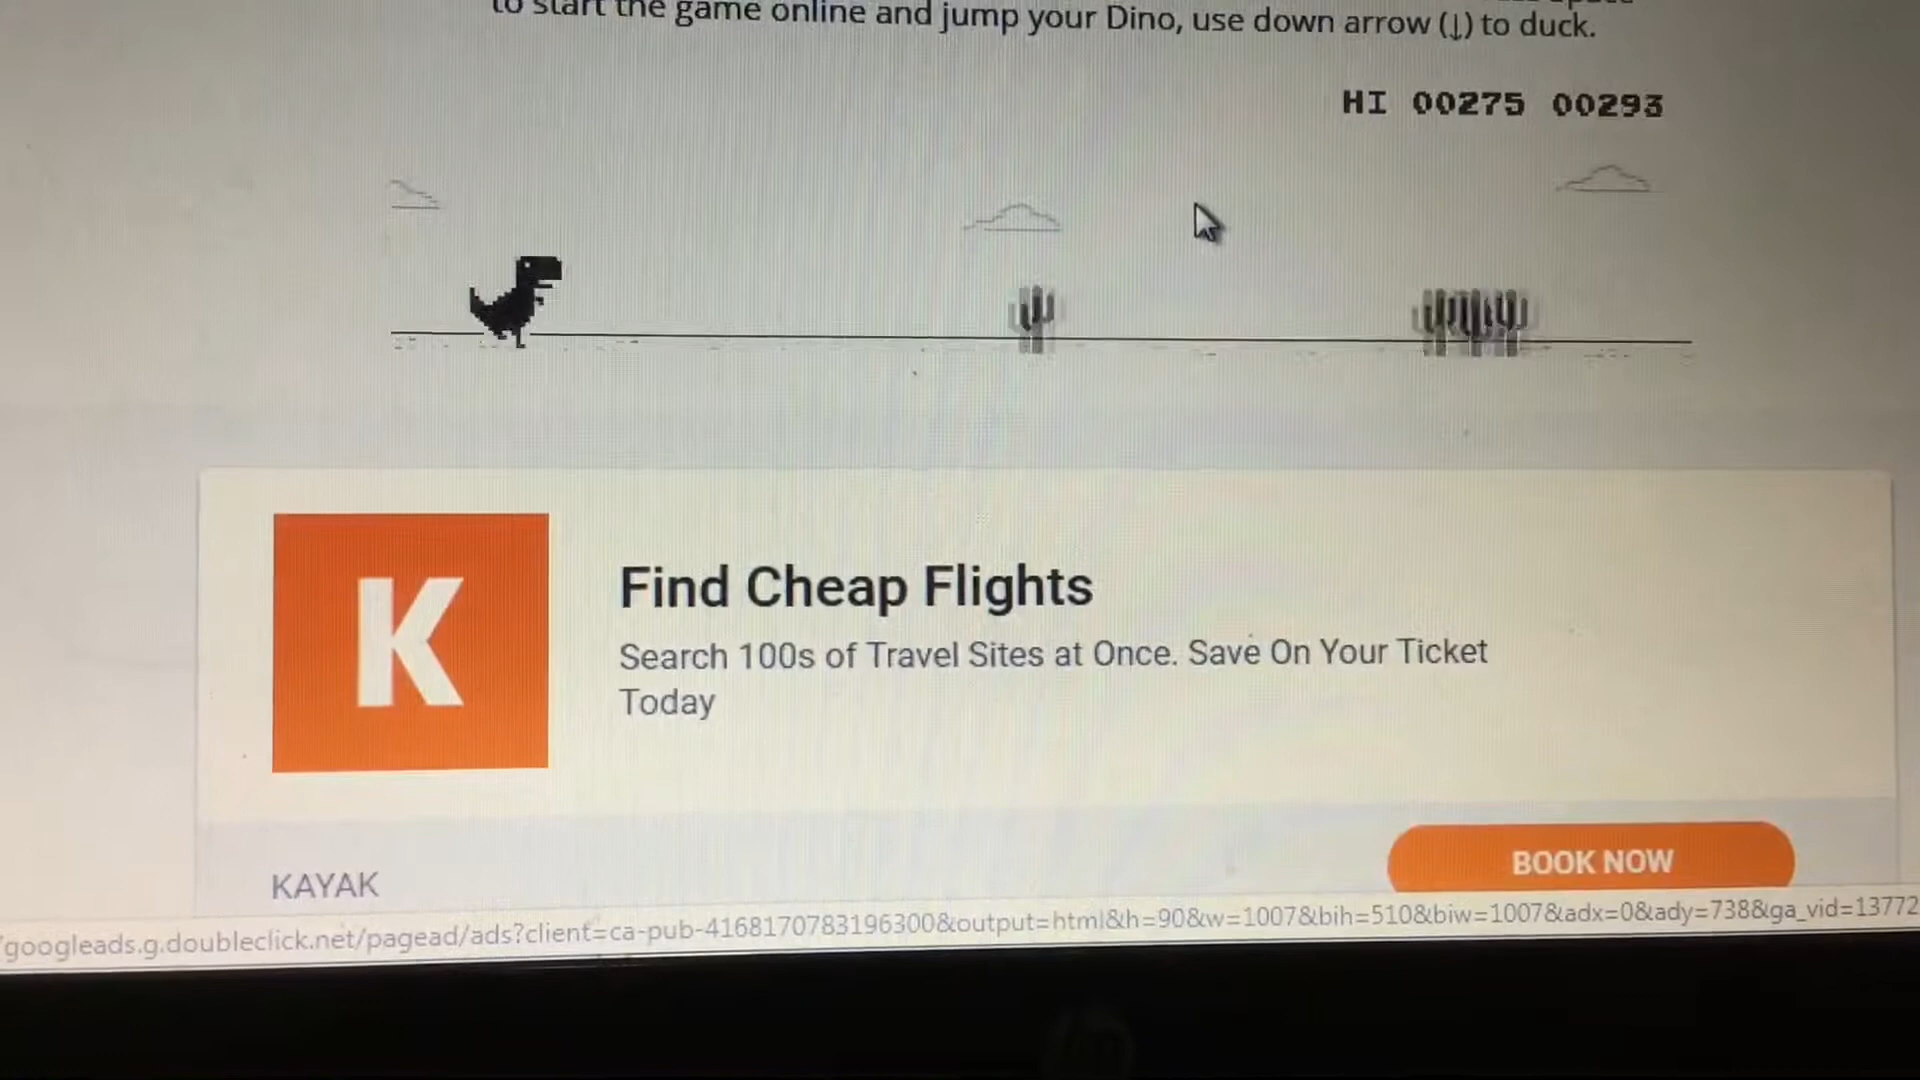 to start the game online and jump your Dino, use down arrow (↓) to duck.
HI 00275 00293
K
Find Cheap Flights
Search 100s of Travel Sites at Once. Save On Your Ticket
Today
KAYAK
BOOK NOW
googleads.g.doubleclick.net/pagead/ads?client=ca-pub-4168170783196300&output=html&h=90&w=1007&bih=510&biw=1007&adx=0&ady=738&ga_vid=13772